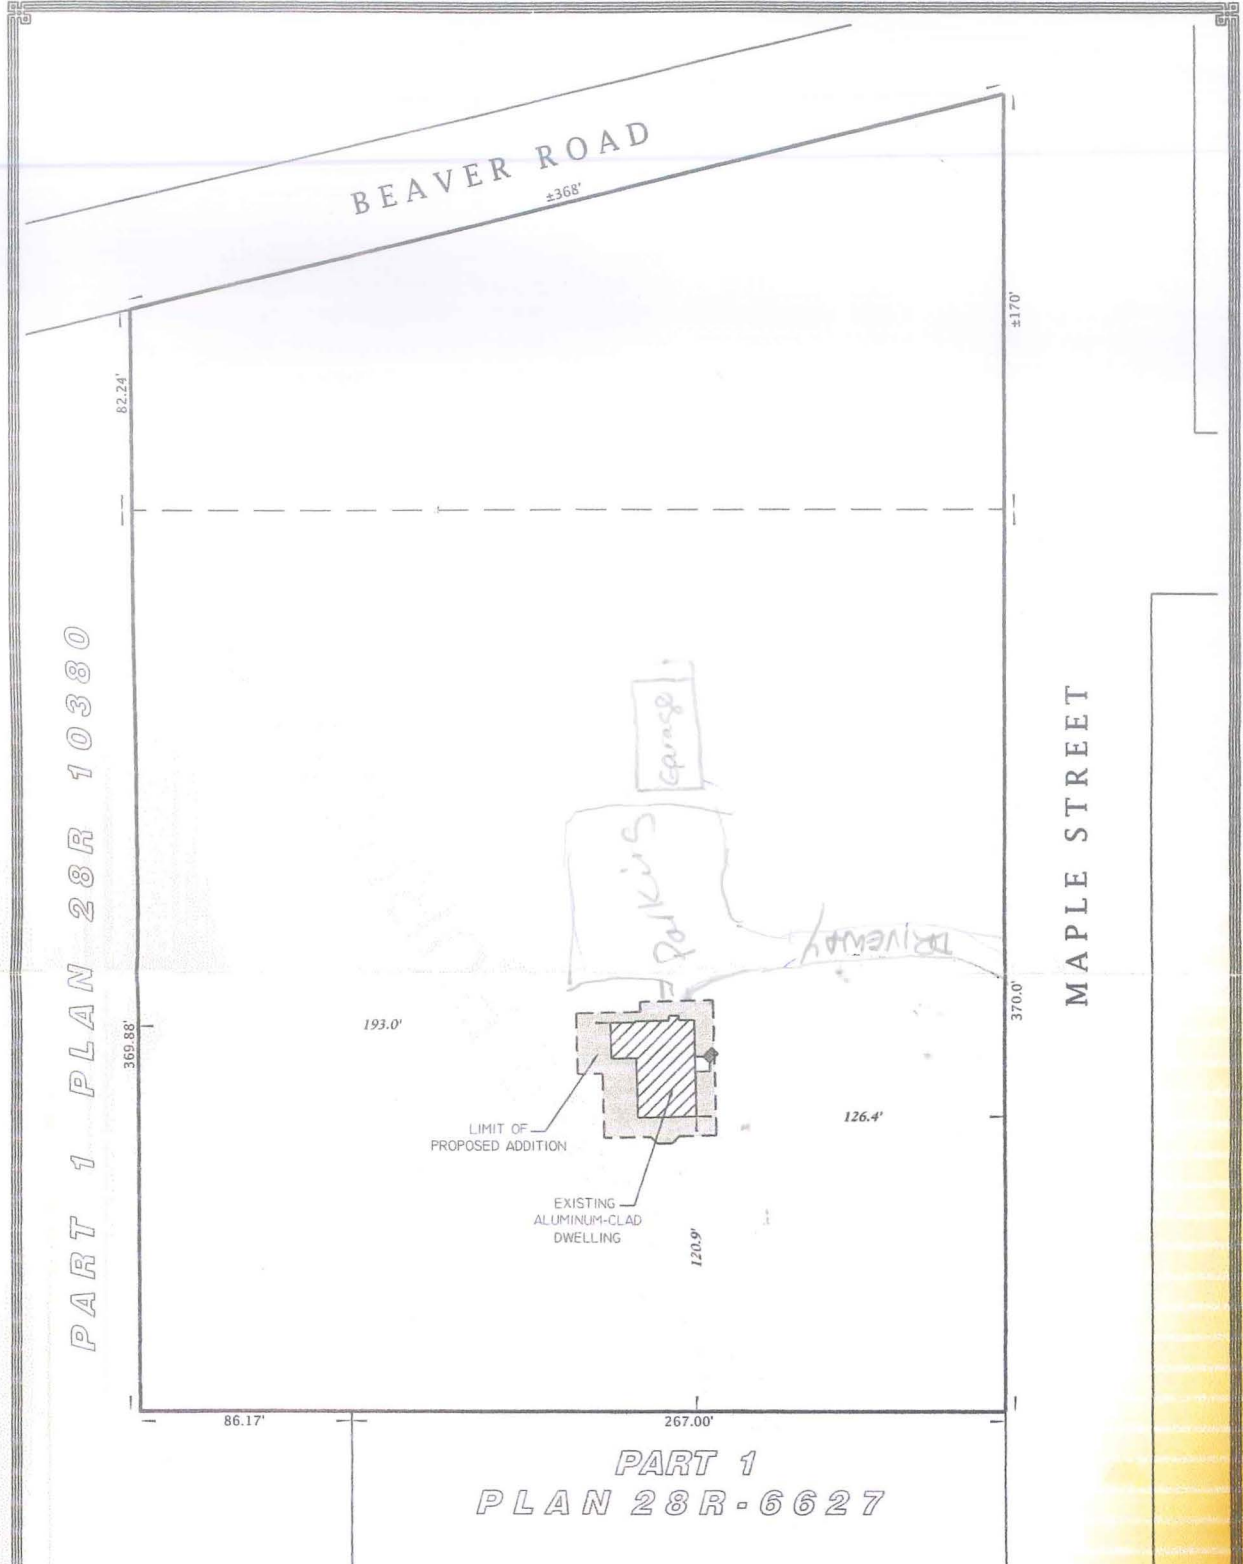 BEAVER ROAD
±368'
82.24'
±170'
PART 1 PLAN 28R 10380
Garage
Parking
DRIVEWAY
MAPLE STREET
369.88'
193.0'
370.0'
126.4'
LIMIT OF
PROPOSED ADDITION
EXISTING
ALUMINUM-CLAD
DWELLING
120.9'
86.17'
267.00'
PART 1
PLAN 28R-6627